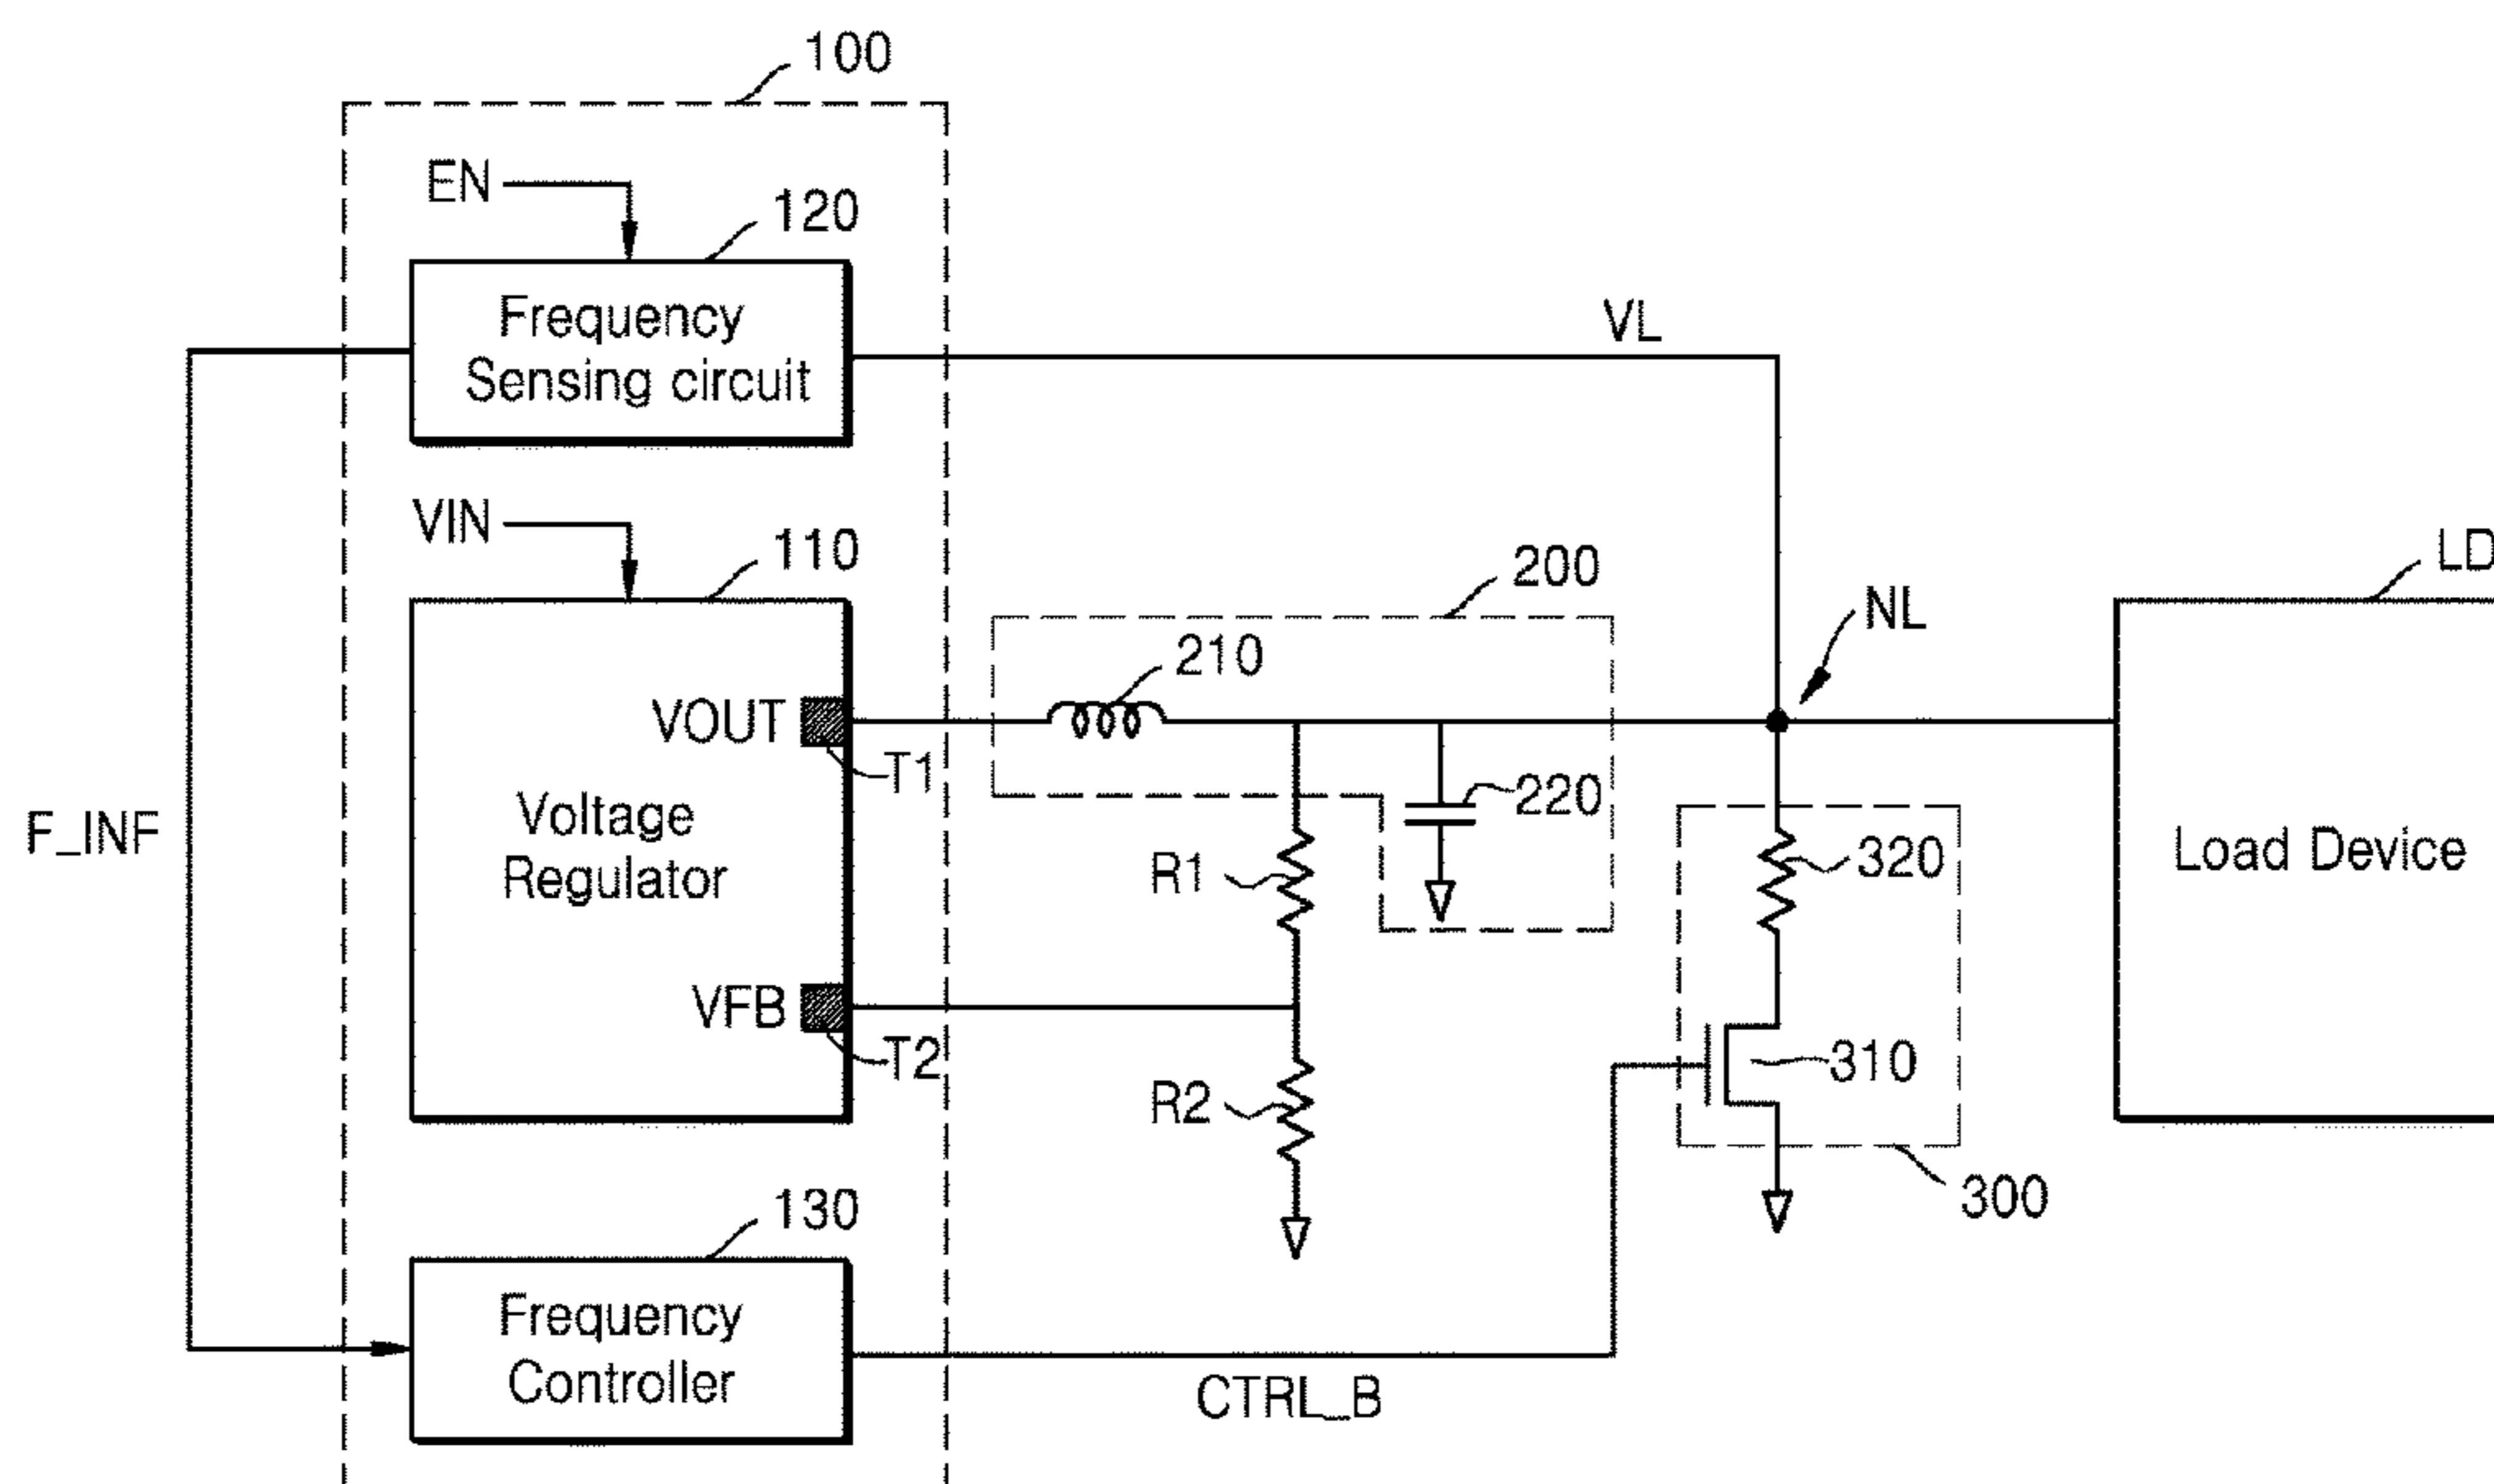 100
EN
120
Frequency
Sensing circuit
VL
VIN
110
200
LD
NL
210
VOUT
T1
220
F_INF
Voltage
Regulator
R1
320
Load Device
VFB
T2
310
R2
300
130
Frequency
Controller
CTRL_B